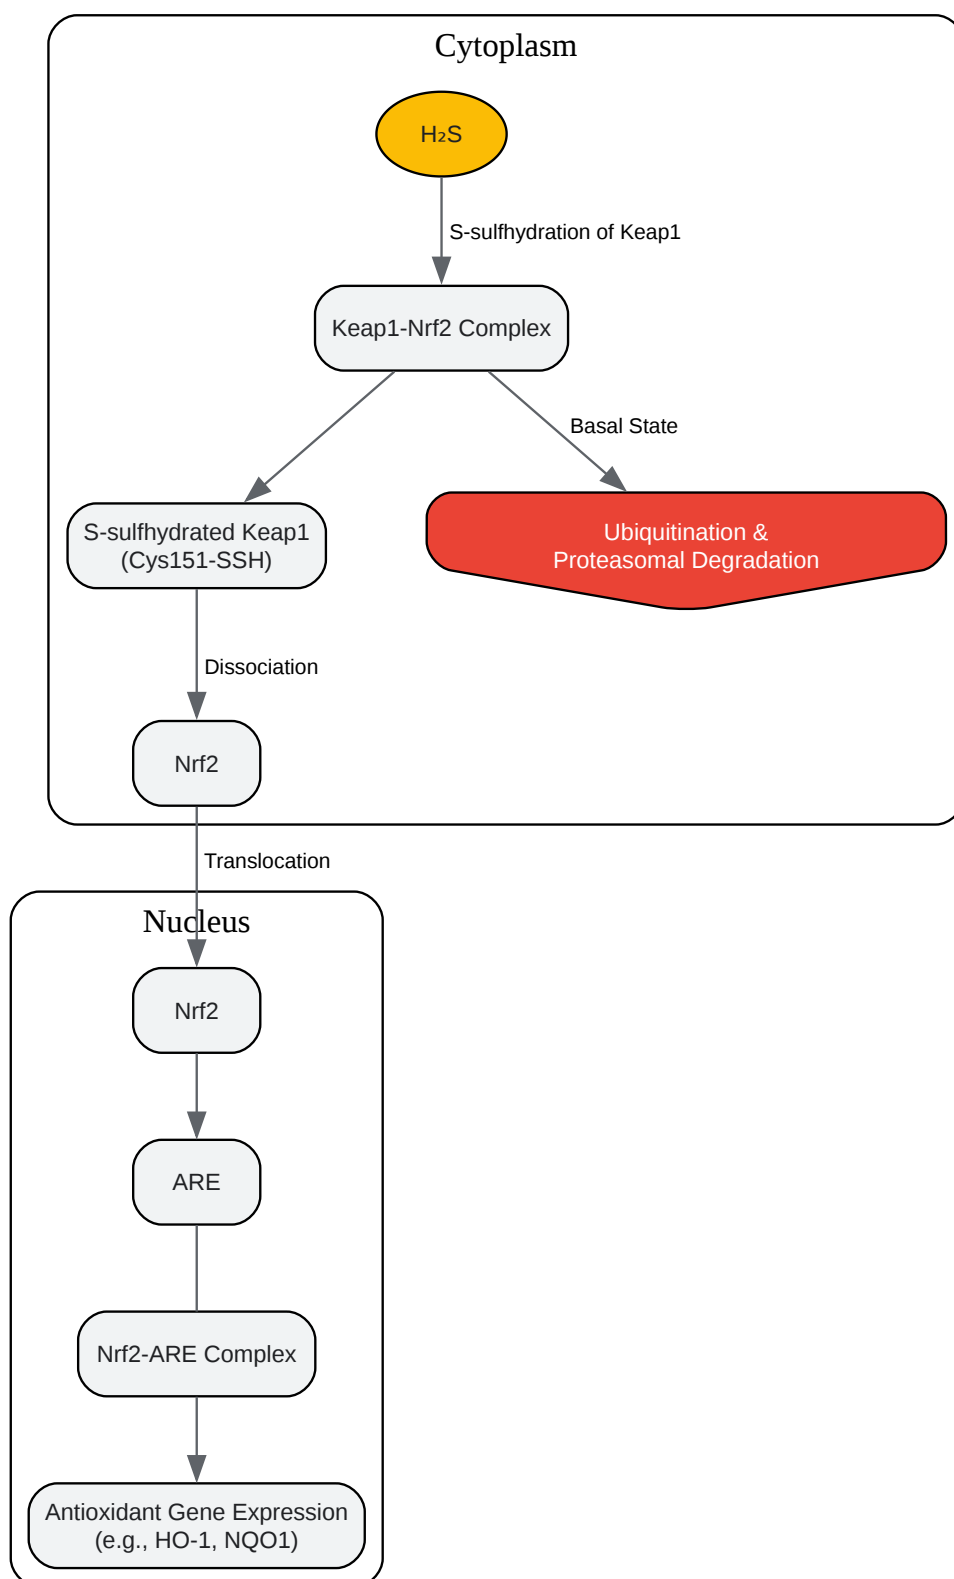 Cytoplasm
H₂S
S-sulfhydration of Keap1
Keap1-Nrf2 Complex
Basal State
S-sulfhydrated Keap1
(Cys151-SSH)
Ubiquitination &
Proteasomal Degradation
Dissociation
Nrf2
Translocation
Nucleus
Nrf2
ARE
Nrf2-ARE Complex
Antioxidant Gene Expression
(e.g., HO-1, NQO1)